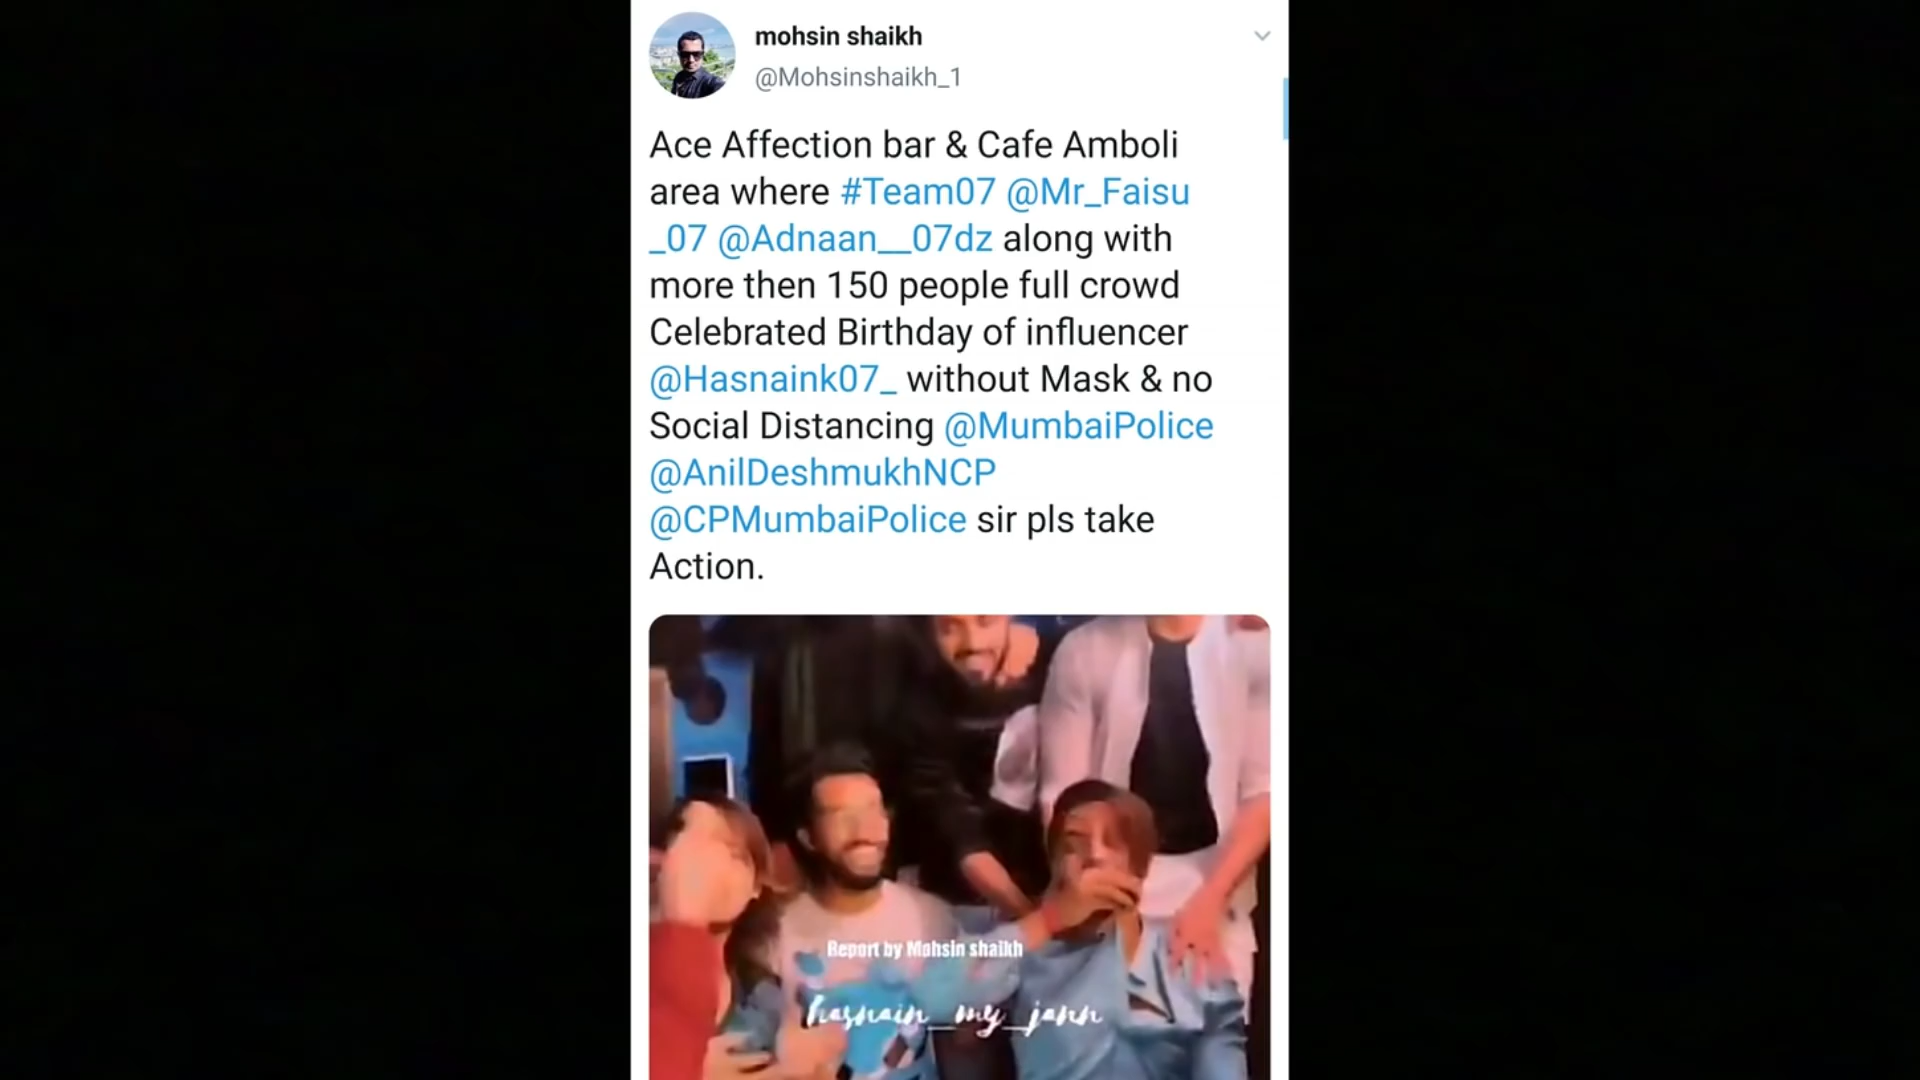 mohsin shaikh
@Mohsinshaikh_1
Ace Affection bar & Cafe Amboli
area where #Team07 @Mr_Faisu
_07 @Adnaan__07dz along with
more then 150 people full crowd
Celebrated Birthday of influencer
@Hasnaink07_ without Mask & no
Social Distancing @MumbaiPolice
@AnilDeshmukhNCP
@CPMumbaiPolice sir pls take
Action.
Report by Mohsin shaikh
hasnain_my_jann